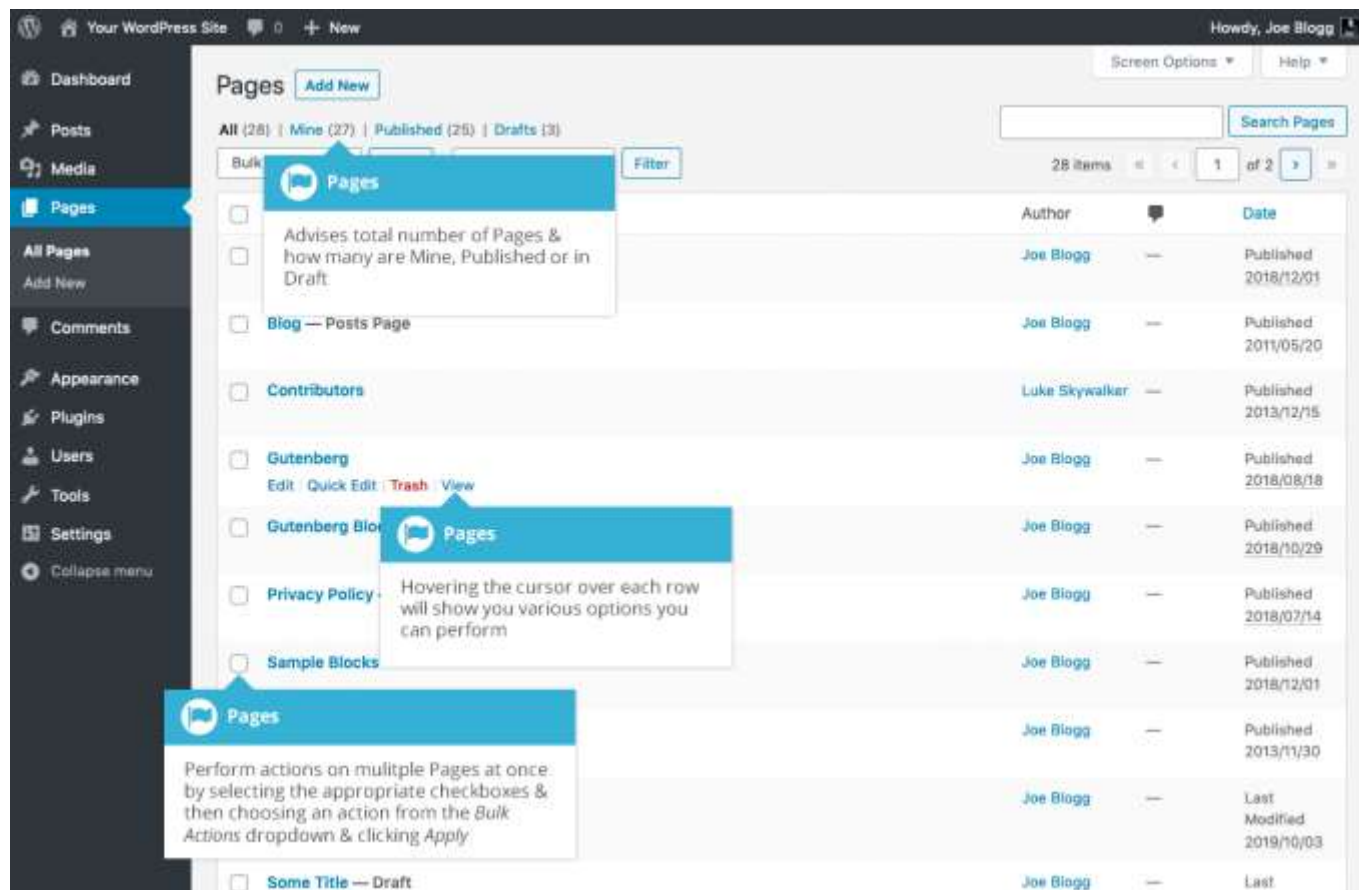 Your WordPress Site 0 + New Howdy, Joe Blogg
Screen Options ▼ Help ▼
Dashboard
Posts
Media
Pages
All Pages
Add New
Comments
Appearance
Plugins
Users
Tools
Settings
Collapse menu
Pages Add New
All (28) | Mine (27) | Published (25) | Drafts (3)
Search Pages
Bulk
Filter
28 items « ‹ 1 of 2 › »
Pages
Advises total number of Pages &
how many are Mine, Published or in
Draft
Author Date
Joe Blogg — Published
2018/12/01
Blog — Posts Page Joe Blogg — Published
2011/05/20
Contributors Luke Skywalker — Published
2013/12/15
Gutenberg Joe Blogg — Published
Edit | Quick Edit | Trash | View 2018/08/18
Gutenberg Bloc Joe Blogg — Published
2018/10/29
Pages
Hovering the cursor over each row
will show you various options you
can perform
Privacy Policy Joe Blogg — Published
2018/07/14
Sample Blocks Joe Blogg — Published
2018/12/01
Pages
Perform actions on mulitple Pages at once
by selecting the appropriate checkboxes &
then choosing an action from the Bulk
Actions dropdown & clicking Apply
Joe Blogg — Published
2013/11/30
Joe Blogg — Last
Modified
2019/10/03
Some Title — Draft Joe Blogg — Last